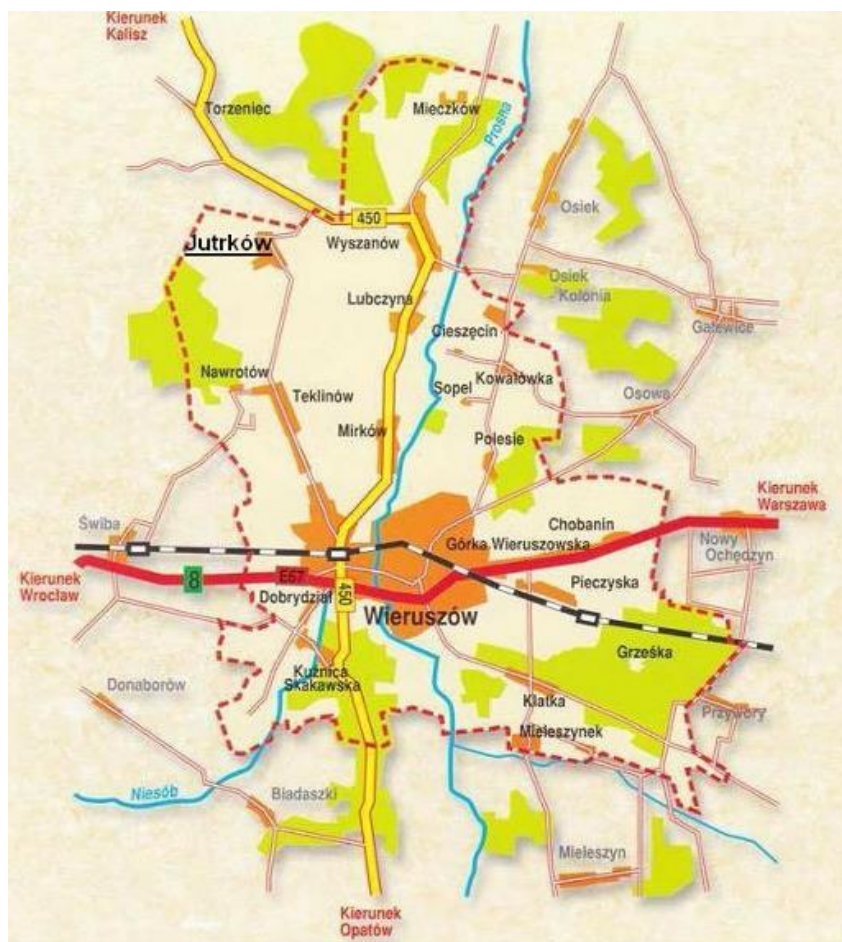 Kierunek
Kalisz
Torzeniec
Mieczków
Prosna
Osiek
450
Jutrków
Wyszanów
Osiek
- Kolonia
Lubczyna
Galewice
Cieszęcin
Nawrotów
Kowalówka
Sopel
Teklinów
Osowa
Mirków
Polesie
Kierunek
Warszawa
Świba
Chobanin
Nowy
Ochędzyn
Górka Wieruszowska
Kierunek
Wrocław
8
E67
Pieczyska
Dobrydział
450
Wieruszów
Grześka
Kuźnica
Skakawska
Donaborów
Klatka
Przywory
Mieleszynek
Niesób
Biadaszki
Mieleszyn
Kierunek
Opatów